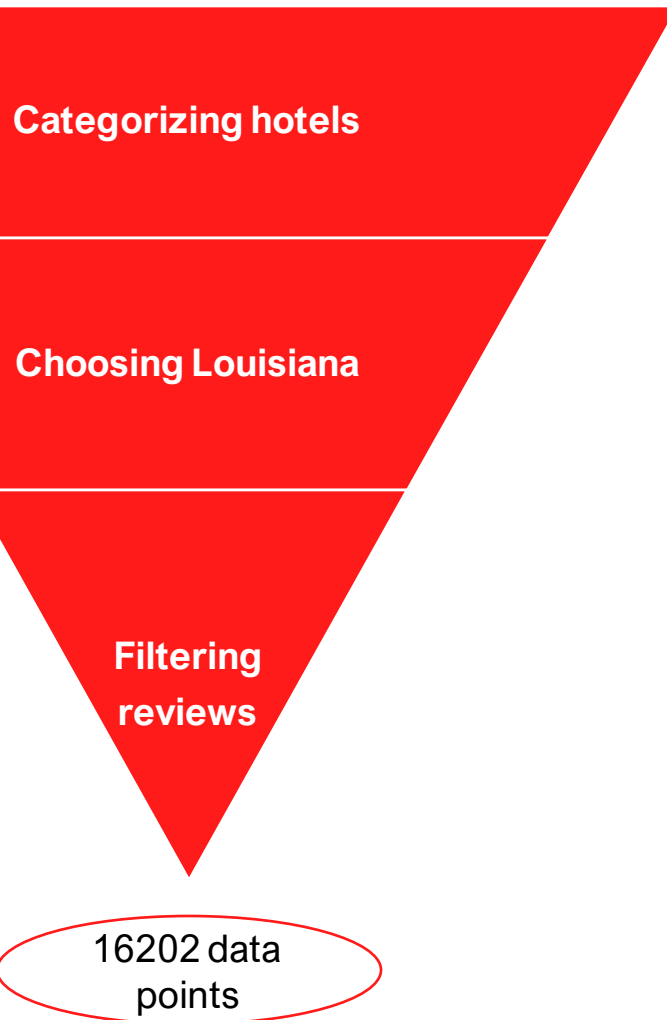 Categorizing hotels
Choosing Louisiana
Filtering
reviews
16202 data
points